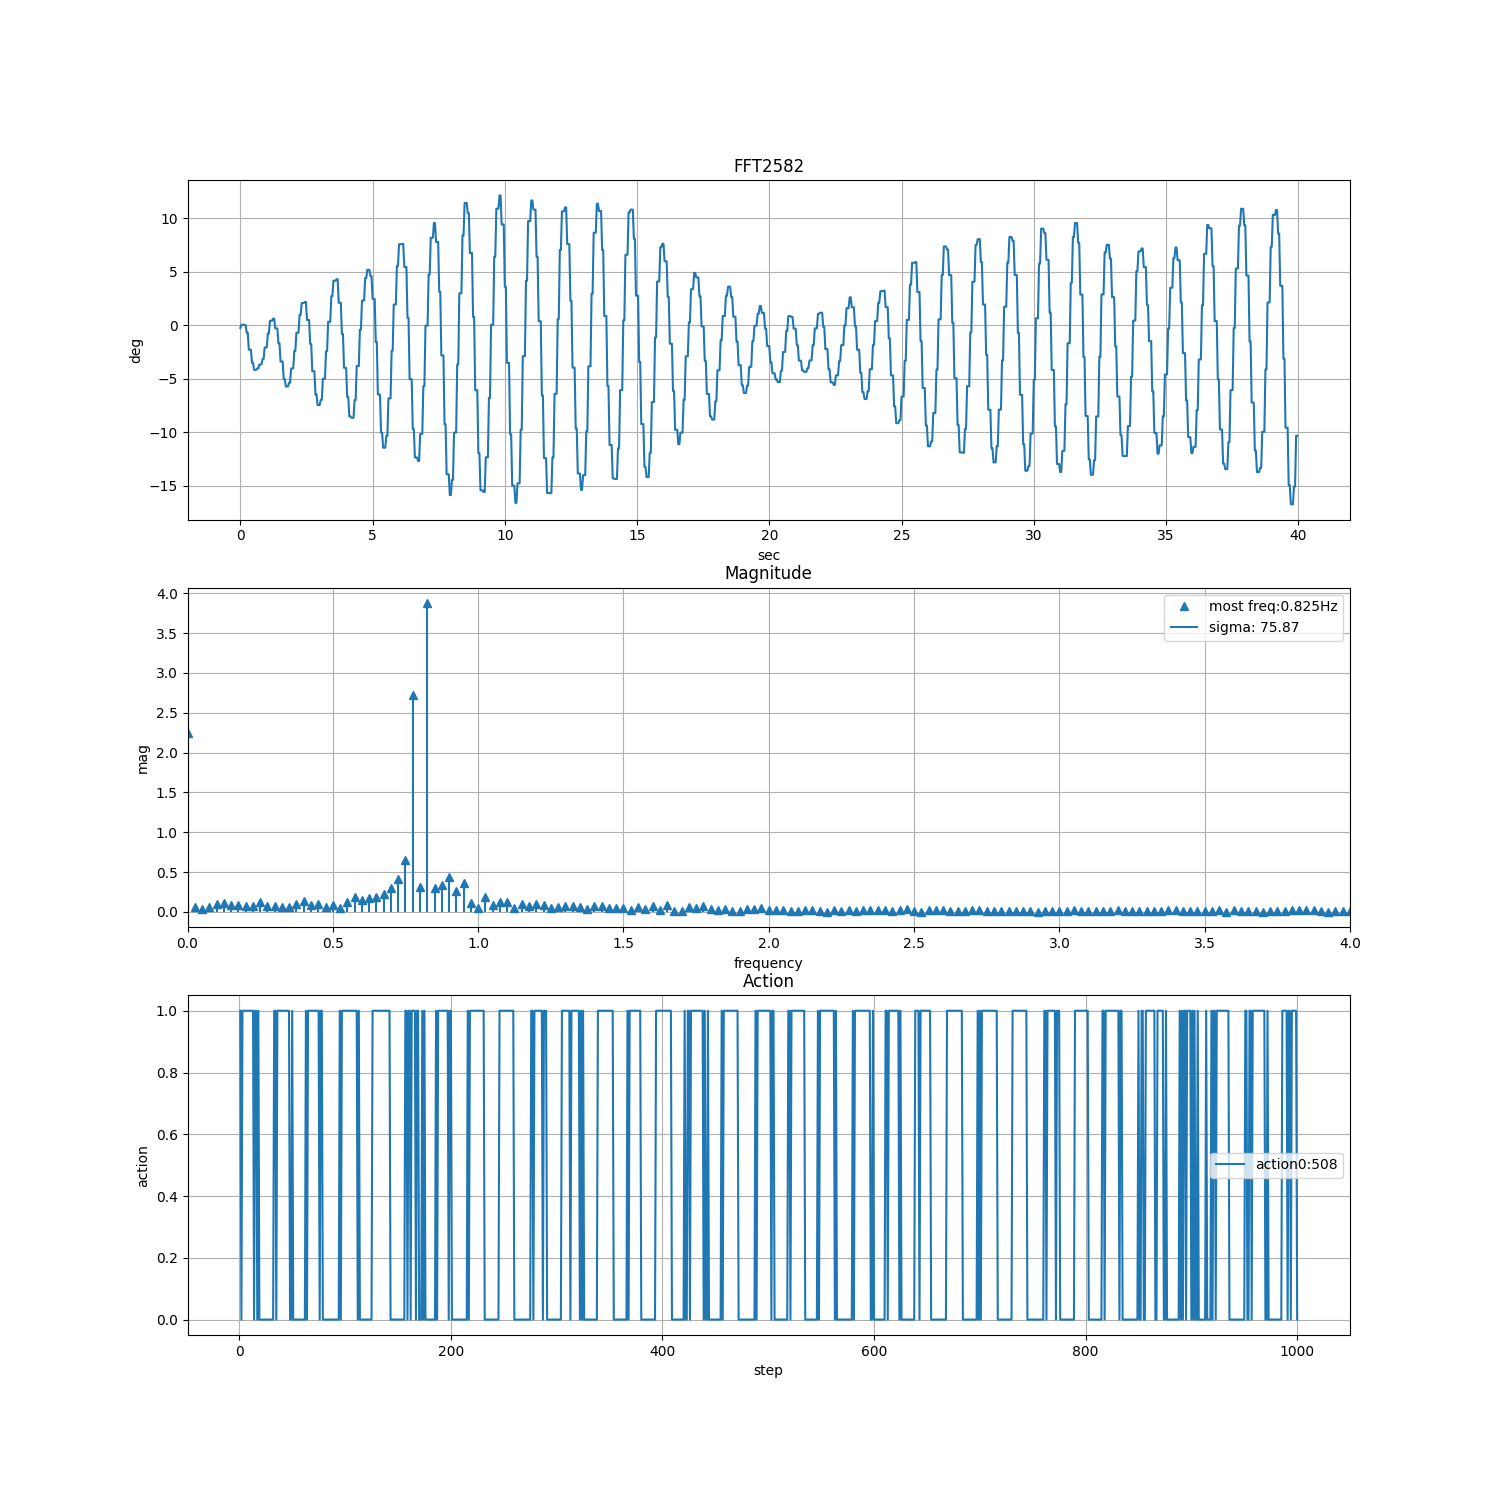 FFT2582
10
5
0
−5
−10
−15
deg
0 5 10 15 20 25 30 35 40
sec
Magnitude
4.0
3.5
3.0
2.5
2.0
1.5
1.0
0.5
0.0
mag
most freq:0.825Hz
sigma: 75.87
0.0 0.5 1.0 1.5 2.0 2.5 3.0 3.5 4.0
frequency
Action
1.0
0.8
0.6
0.4
0.2
0.0
action
action0:508
0 200 400 600 800 1000
step